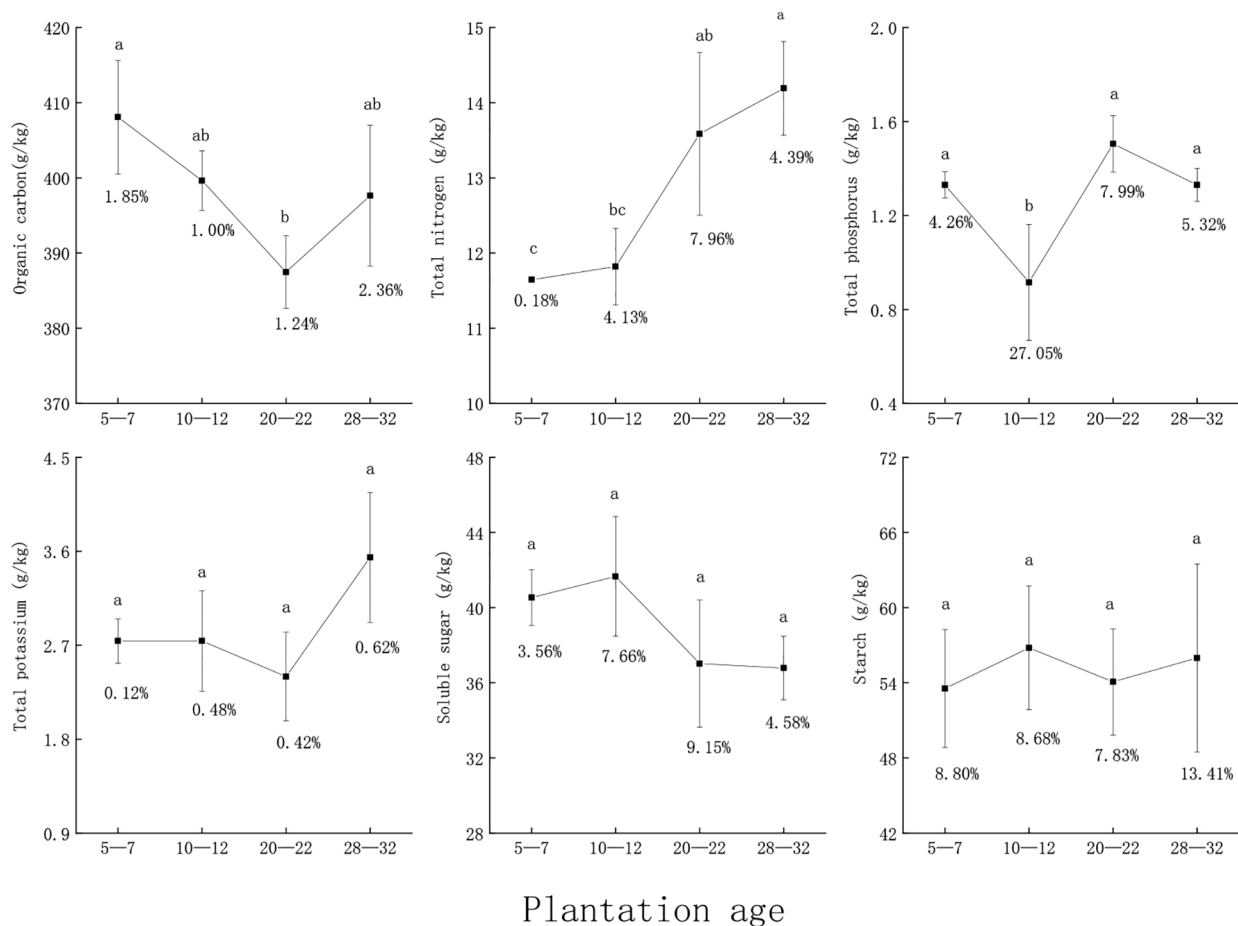 Organic carbon(g/kg)
420
410
400
390
380
370
a
ab
b
ab
1.85%
1.00%
1.24%
2.36%
5—7
10—12
20—22
28—32
Total nitrogen (g/kg)
15
14
13
12
11
10
c
bc
ab
a
0.18%
4.13%
7.96%
4.39%
5—7
10—12
20—22
28—32
Total phosphorus (g/kg)
2.0
1.6
1.2
0.8
0.4
a
b
a
a
4.26%
27.05%
7.99%
5.32%
5—7
10—12
20—22
28—32
Total potassium (g/kg)
4.5
3.6
2.7
1.8
0.9
a
a
a
a
0.12%
0.48%
0.42%
0.62%
5—7
10—12
20—22
28—32
Soluble sugar (g/kg)
48
44
40
36
32
28
a
a
a
a
3.56%
7.66%
9.15%
4.58%
5—7
10—12
20—22
28—32
Starch (g/kg)
72
66
60
54
48
42
a
a
a
a
8.80%
8.68%
7.83%
13.41%
5—7
10—12
20—22
28—32
Plantation age